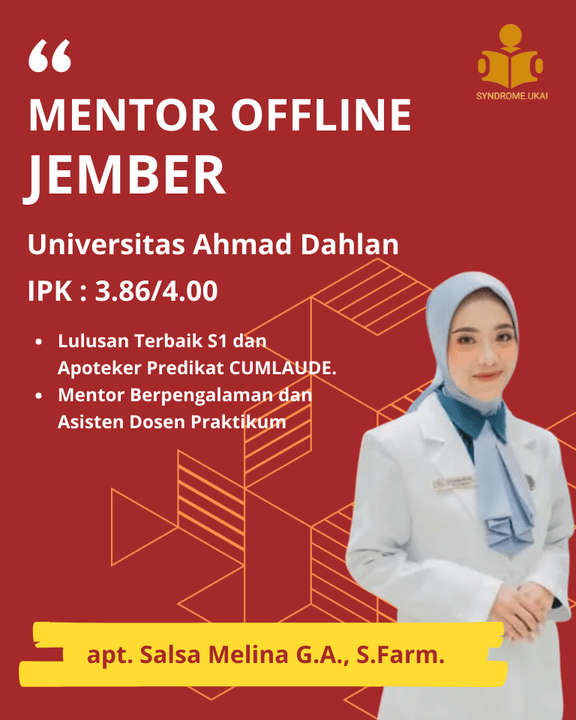 “
SYNDROME.UKAI
MENTOR OFFLINE
JEMBER
Universitas Ahmad Dahlan
IPK : 3.86/4.00
• Lulusan Terbaik S1 dan
Apoteker Predikat CUMLAUDE.
• Mentor Berpengalaman dan
Asisten Dosen Praktikum
apt. Salsa Melina G.A., S.Farm.